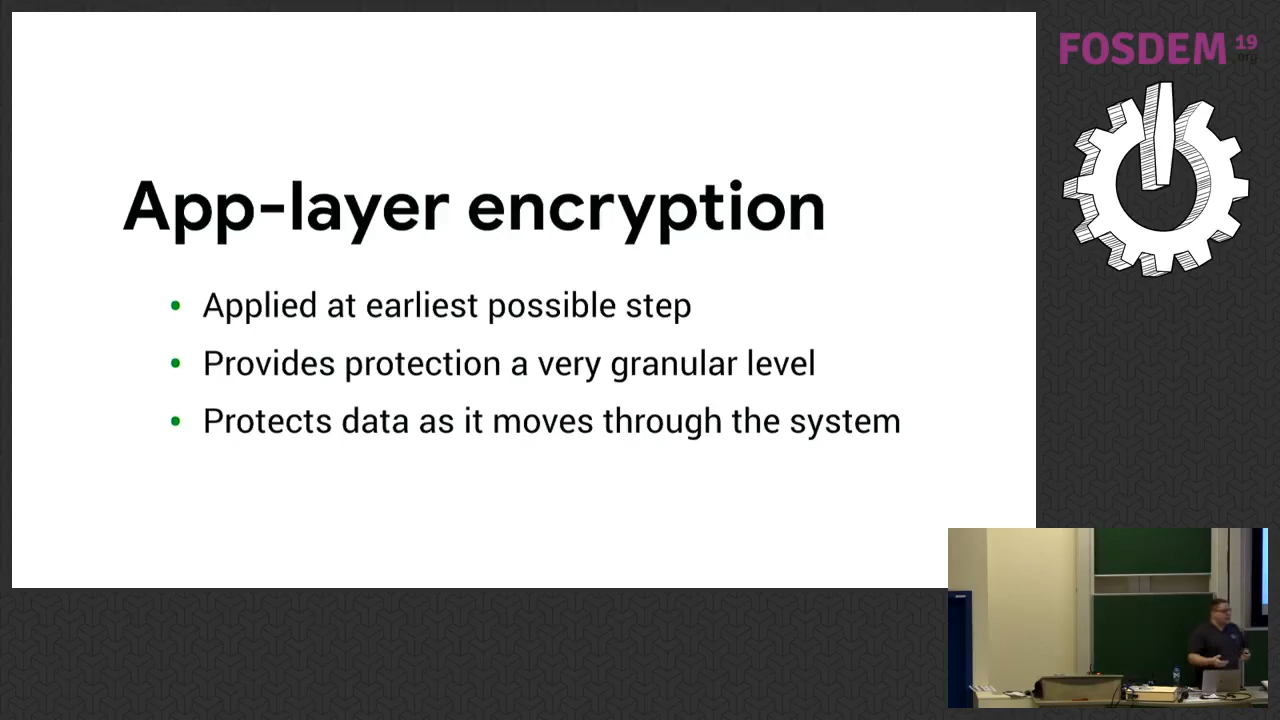 FOSDEM 19
.org
App-layer encryption
• Applied at earliest possible step
• Provides protection a very granular level
• Protects data as it moves through the system